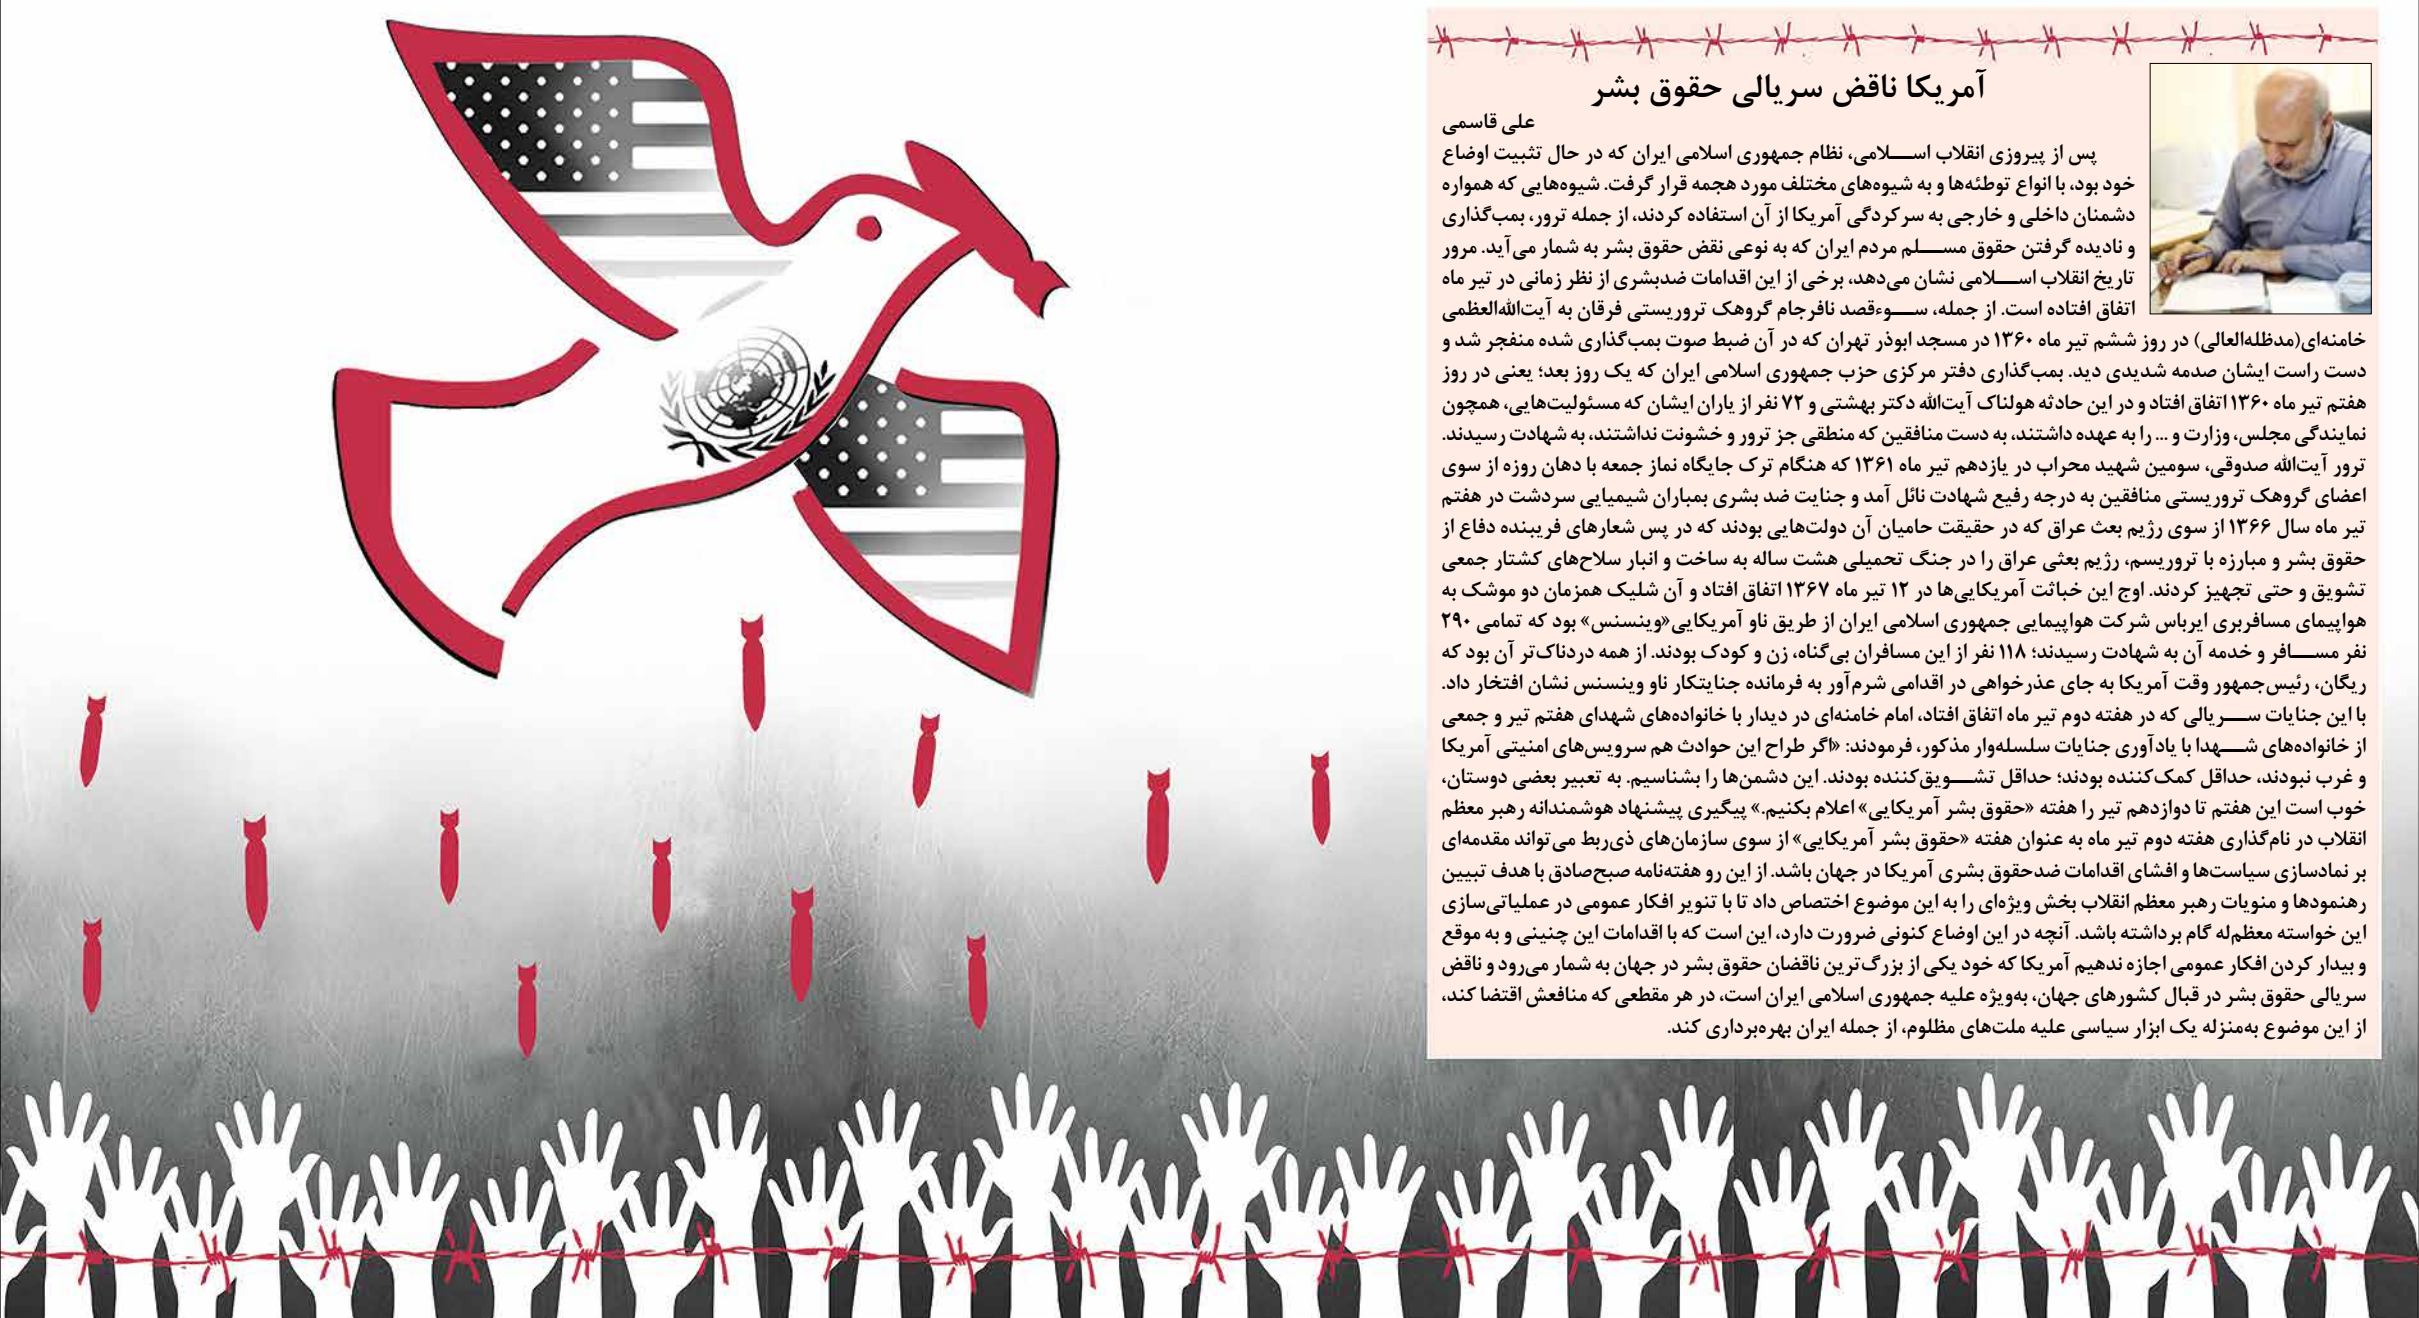 آمریکا ناقض سریالی حقوق بشر
علی قاسمی
پس از پیروزی انقلاب اسلامی، نظام جمهوری اسلامی ایران که در حال تثبیت اوضاع
خود بود، با انواع توطئه‌ها و به شیوه‌های مختلف مورد هجمه قرار گرفت. شیوه‌هایی که همواره
دشمنان داخلی و خارجی به سرکردگی آمریکا از آن استفاده کردند، از جمله ترور، بمب‌گذاری
و نادیده گرفتن حقوق مسلم مردم ایران که به نوعی نقض حقوق بشر به شمار می‌آید. مرور
تاریخ انقلاب اسلامی نشان می‌دهد، برخی از این اقدامات ضدبشری از نظر زمانی در تیر ماه
اتفاق افتاده است. از جمله، سوءقصد نافرجام گروهک تروریستی فرقان به آیت‌الله‌العظمی
خامنه‌ای(مدظله‌العالی) در روز ششم تیر ماه ۱۳۶۰ در مسجد ابوذر تهران که در آن ضبط صوت بمب‌گذاری شده منفجر شد و
دست راست ایشان صدمه شدیدی دید. بمب‌گذاری دفتر مرکزی حزب جمهوری اسلامی ایران که یک روز بعد؛ یعنی در روز
هفتم تیر ماه ۱۳۶۰ اتفاق افتاد و در این حادثه هولناک آیت‌الله دکتر بهشتی و ۷۲ نفر از یاران ایشان که مسئولیت‌هایی، همچون
نمایندگی مجلس، وزارت و ... را به عهده داشتند، به دست منافقین که منطقی جز ترور و خشونت نداشتند، به شهادت رسیدند.
ترور آیت‌الله صدوقی، سومین شهید محراب در یازدهم تیر ماه ۱۳۶۱ که هنگام ترک جایگاه نماز جمعه با دهان روزه از سوی
اعضای گروهک تروریستی منافقین به درجه رفیع شهادت نائل آمد و جنایت ضد بشری بمباران شیمیایی سردشت در هفتم
تیر ماه سال ۱۳۶۶ از سوی رژیم بعث عراق که در حقیقت حامیان آن دولت‌هایی بودند که در پس شعارهای فریبنده دفاع از
حقوق بشر و مبارزه با تروریسم، رژیم بعثی عراق را در جنگ تحمیلی هشت ساله به ساخت و انبار سلاح‌های کشتار جمعی
تشویق و حتی تجهیز کردند. اوج این خباثت آمریکایی‌ها در ۱۲ تیر ماه ۱۳۶۷ اتفاق افتاد و آن شلیک همزمان دو موشک به
هواپیمای مسافربری ایرباس شرکت هواپیمایی جمهوری اسلامی ایران از طریق ناو آمریکایی«وینسنس» بود که تمامی ۲۹۰
نفر مسافر و خدمه آن به شهادت رسیدند؛ ۱۱۸ نفر از این مسافران بی‌گناه، زن و کودک بودند. از همه دردناک‌تر آن بود که
ریگان، رئیس‌جمهور وقت آمریکا به جای عذرخواهی در اقدامی شرم‌آور به فرمانده جنایتکار ناو وینسنس نشان افتخار داد.
با این جنایات سریالی که در هفته دوم تیر ماه اتفاق افتاد، امام خامنه‌ای در دیدار با خانواده‌های شهدای هفتم تیر و جمعی
از خانواده‌های شهدا با یادآوری جنایات سلسله‌وار مذکور، فرمودند: «اگر طراح این حوادث هم سرویس‌های امنیتی آمریکا
و غرب نبودند، حداقل کمک‌کننده بودند؛ حداقل تشویق‌کننده بودند. این دشمن‌ها را بشناسیم. به تعبیر بعضی دوستان،
خوب است این هفتم تا دوازدهم تیر را هفته «حقوق بشر آمریکایی» اعلام بکنیم.» پیگیری پیشنهاد هوشمندانه رهبر معظم
انقلاب در نام‌گذاری هفته دوم تیر ماه به عنوان هفته «حقوق بشر آمریکایی» از سوی سازمان‌های ذی‌ربط می‌تواند مقدمه‌ای
بر نمادسازی سیاست‌ها و افشای اقدامات ضدحقوق بشری آمریکا در جهان باشد. از این رو هفته‌نامه صبح‌صادق با هدف تبیین
رهنمودها و منویات رهبر معظم انقلاب بخش ویژه‌ای را به این موضوع اختصاص داد تا با تنویر افکار عمومی در عملیاتی‌سازی
این خواسته معظم‌له گام برداشته باشد. آنچه در این اوضاع کنونی ضرورت دارد، این است که با اقدامات این چنینی و به موقع
و بیدار کردن افکار عمومی اجازه ندهیم آمریکا که خود یکی از بزرگ‌ترین ناقضان حقوق بشر در جهان به شمار می‌رود و ناقض
سریالی حقوق بشر در قبال کشورهای جهان، به‌ویژه علیه جمهوری اسلامی ایران است، در هر مقطعی که منافعش اقتضا کند،
از این موضوع به‌منزله یک ابزار سیاسی علیه ملت‌های مظلوم، از جمله ایران بهره‌برداری کند.